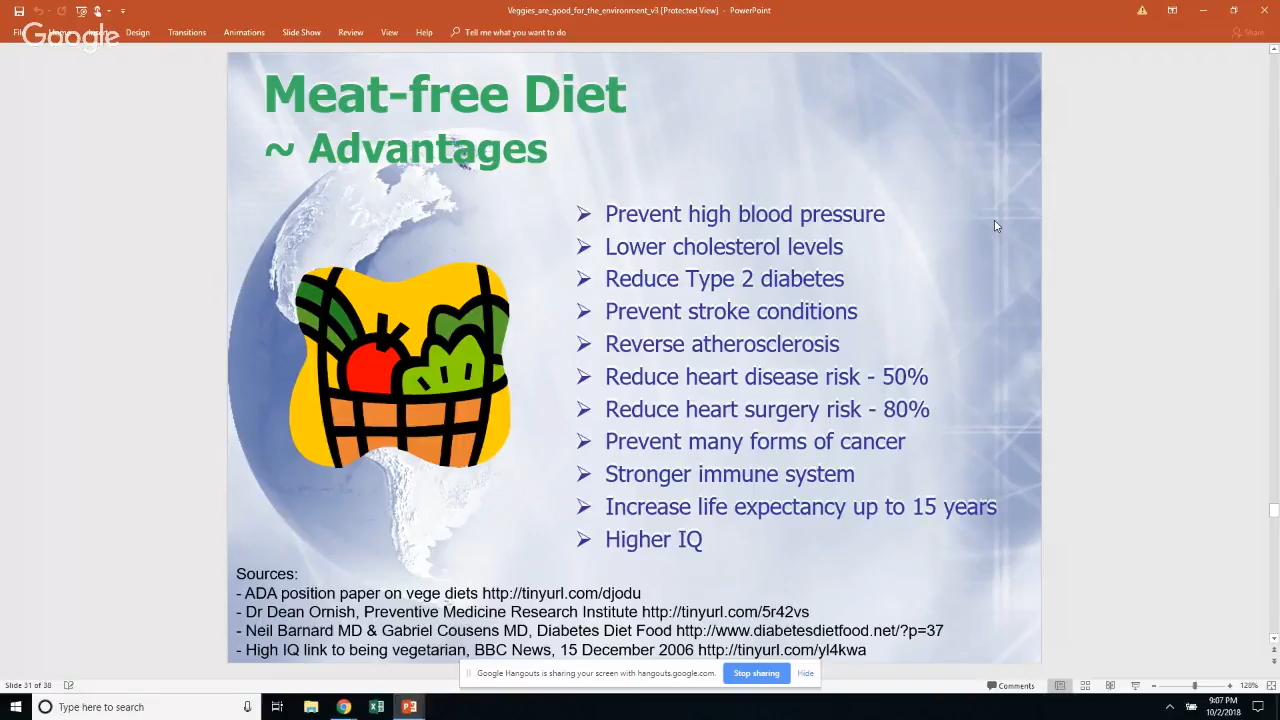 Veggies_are_good_for_the_environment_v3 [Protected View] - PowerPoint
Google
Design Transitions Animations Slide Show Review View Help Tell me what you want to do Share
Meat-free Diet
~ Advantages
Prevent high blood pressure
Lower cholesterol levels
Reduce Type 2 diabetes
Prevent stroke conditions
Reverse atherosclerosis
Reduce heart disease risk - 50%
Reduce heart surgery risk - 80%
Prevent many forms of cancer
Stronger immune system
Increase life expectancy up to 15 years
Higher IQ
Sources:
- ADA position paper on vege diets http://tinyurl.com/djodu
- Dr Dean Ornish, Preventive Medicine Research Institute http://tinyurl.com/5r42vs
- Neil Barnard MD & Gabriel Cousens MD, Diabetes Diet Food http://www.diabetesdietfood.net/?p=37
- High IQ link to being vegetarian, BBC News, 15 December 2006 http://tinyurl.com/yl4kwa
Google Hangouts is sharing your screen with hangouts.google.com. Stop sharing Hide
Slide 31 of 38 Comments 128%
Type here to search 9:07 PM
10/2/2018